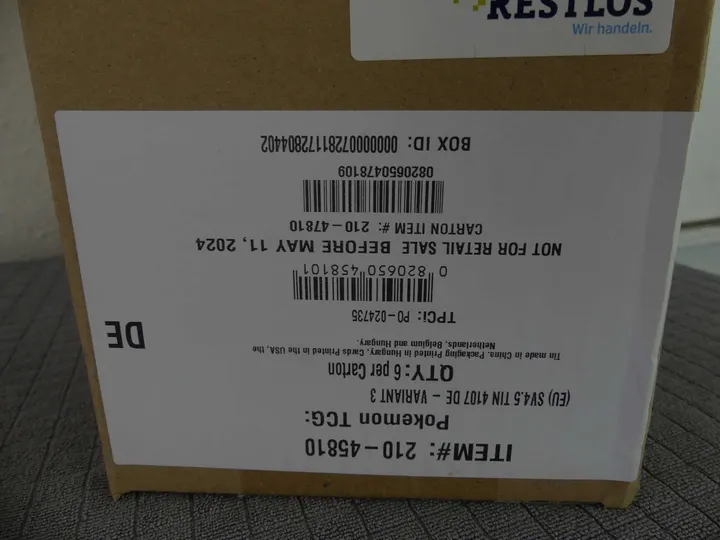 RESTLOS
Wir handeln.
ITEM#: 210-45810
Pokemon TCG:
(EU) SV4.5 TIN 4107 DE - VARIANT 3
QTY: 6 per Carton
Tin made in China. Packaging Printed in Hungary, Cards Printed in the USA, the
Netherlands, Belgium and Hungary.
DE
TPCi: PO-024735
0 820650 458101
NOT FOR RETAIL SALE BEFORE MAY 11, 2024
CARTON ITEM #: 210-47810
0820650478109
BOX ID: 00000007281172804402